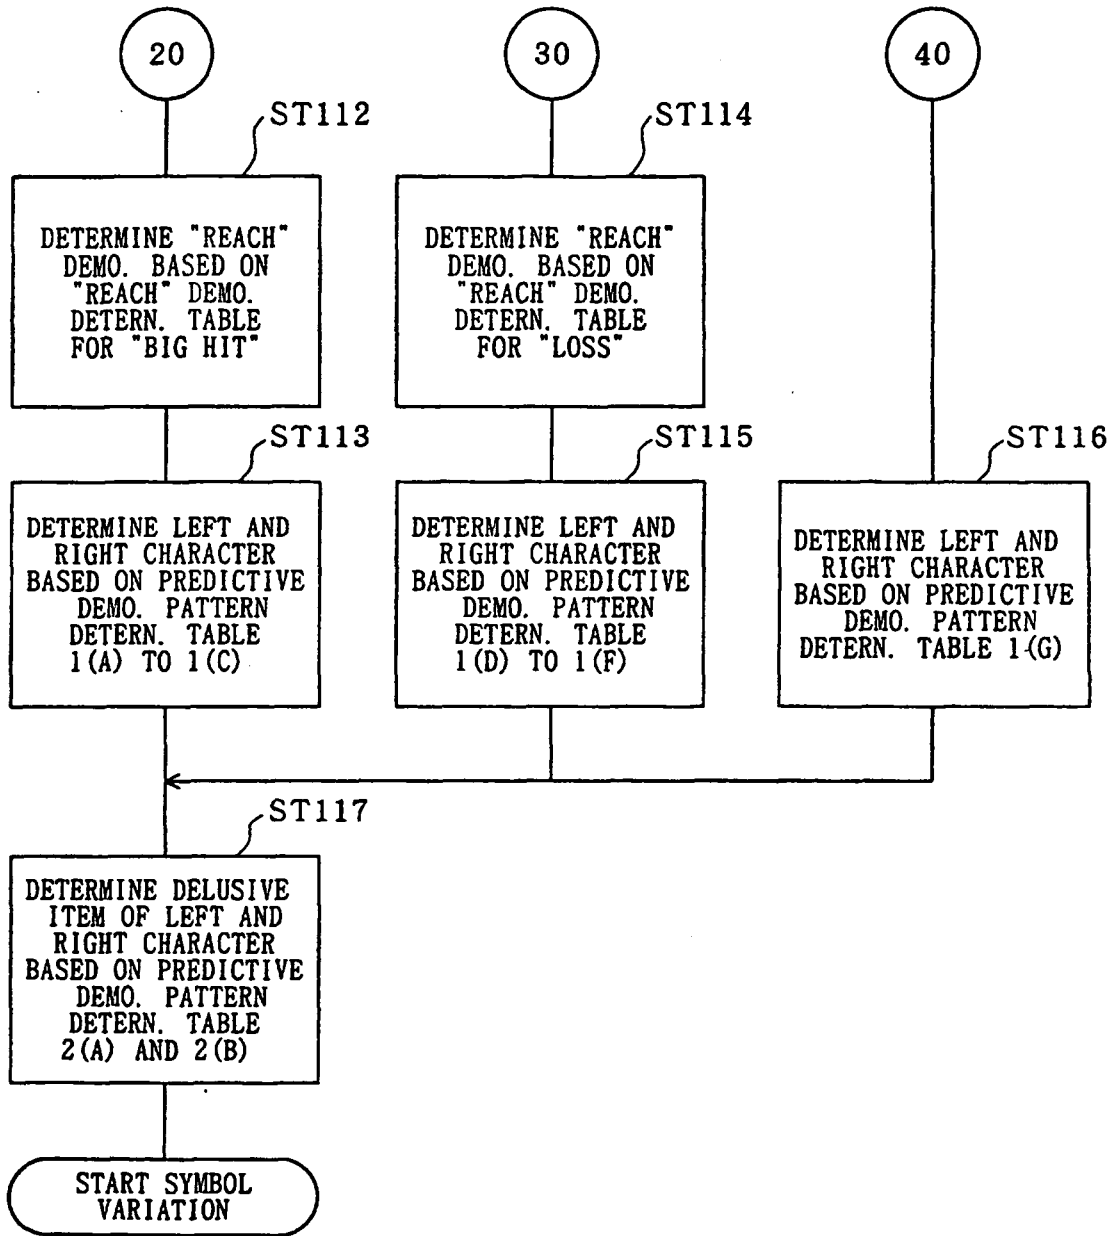 20
30
40
ST112
ST114
DETERMINE "REACH"
DEMO. BASED ON
"REACH" DEMO.
DETERN. TABLE
FOR "BIG HIT"
DETERMINE "REACH"
DEMO. BASED ON
"REACH" DEMO.
DETERN. TABLE
FOR "LOSS"
ST113
ST115
ST116
DETERMINE LEFT AND
RIGHT CHARACTER
BASED ON PREDICTIVE
DEMO. PATTERN
DETERN. TABLE
1(A) TO 1(C)
DETERMINE LEFT AND
RIGHT CHARACTER
BASED ON PREDICTIVE
DEMO. PATTERN
DETERN. TABLE
1(D) TO 1(F)
DETERMINE LEFT AND
RIGHT CHARACTER
BASED ON PREDICTIVE
DEMO. PATTERN
DETERN. TABLE 1(G)
ST117
DETERMINE DELUSIVE
ITEM OF LEFT AND
RIGHT CHARACTER
BASED ON PREDICTIVE
DEMO. PATTERN
DETERN. TABLE
2(A) AND 2(B)
START SYMBOL
VARIATION